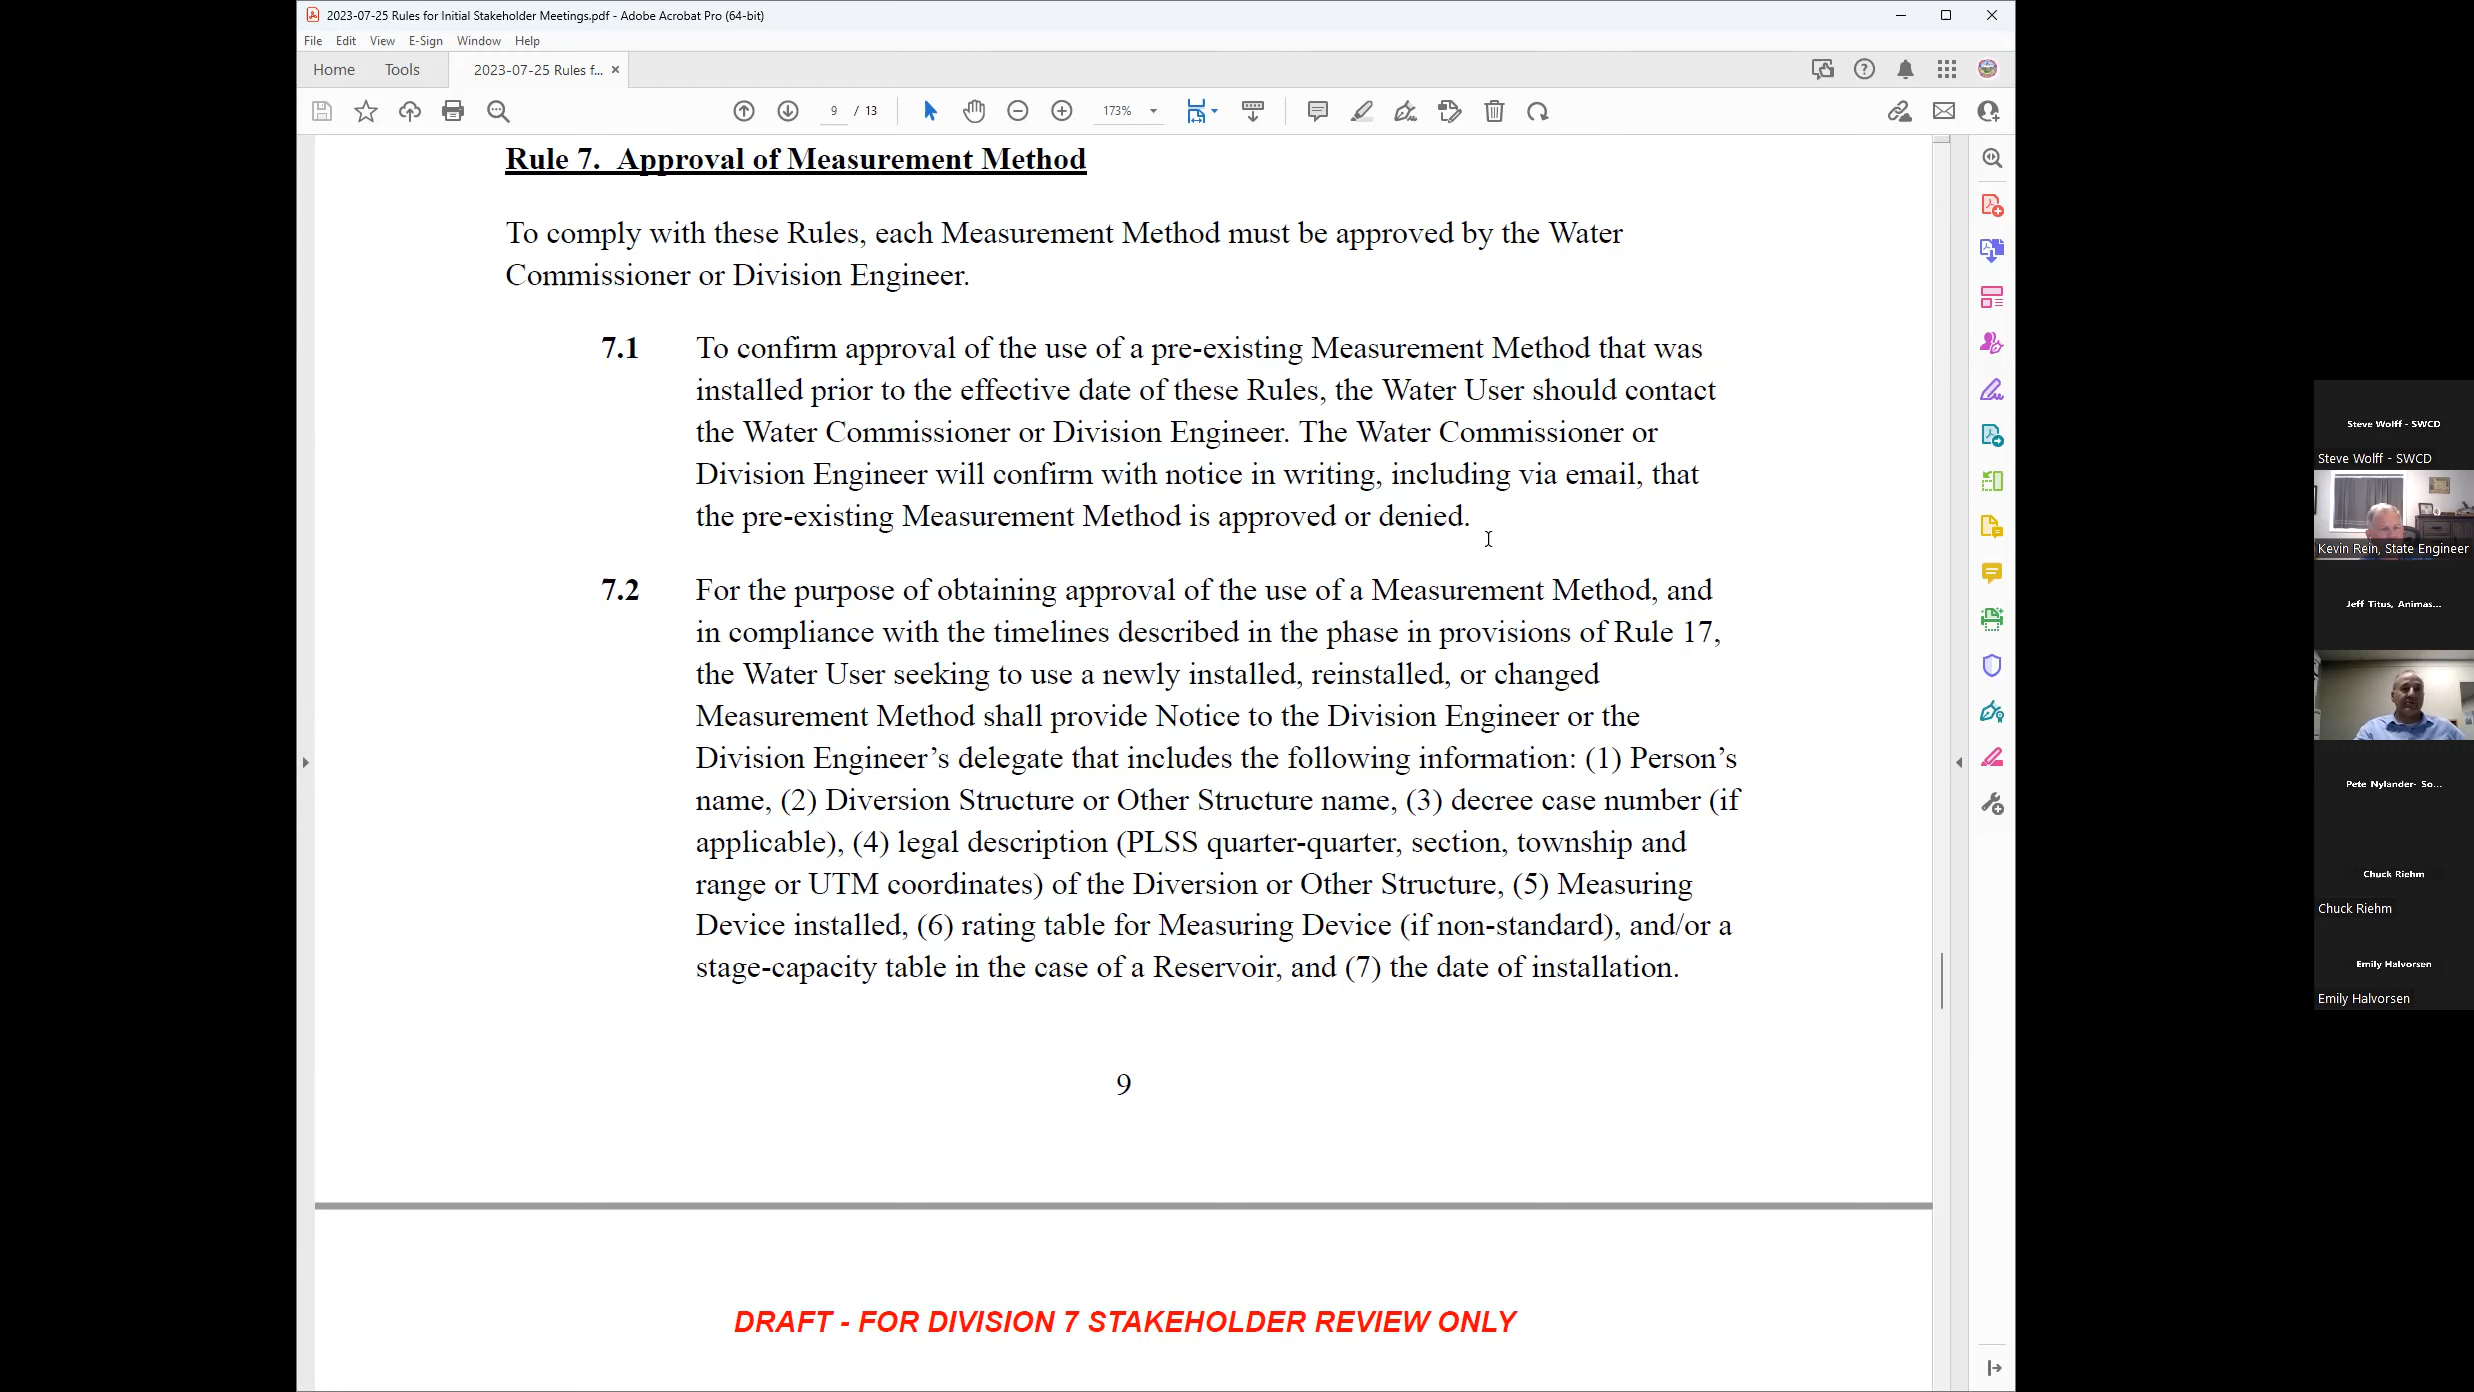 2023-07-25 Rules for Initial Stakeholder Meetings.pdf - Adobe Acrobat Pro (64-bit)
File Edit View E-Sign Window Help
Home Tools 2023-07-25 Rules f... ×
9 / 13 173%
Rule 7. Approval of Measurement Method
To comply with these Rules, each Measurement Method must be approved by the Water
Commissioner or Division Engineer.
7.1 To confirm approval of the use of a pre-existing Measurement Method that was
installed prior to the effective date of these Rules, the Water User should contact
the Water Commissioner or Division Engineer. The Water Commissioner or
Division Engineer will confirm with notice in writing, including via email, that
the pre-existing Measurement Method is approved or denied.
7.2 For the purpose of obtaining approval of the use of a Measurement Method, and
in compliance with the timelines described in the phase in provisions of Rule 17,
the Water User seeking to use a newly installed, reinstalled, or changed
Measurement Method shall provide Notice to the Division Engineer or the
Division Engineer’s delegate that includes the following information: (1) Person’s
name, (2) Diversion Structure or Other Structure name, (3) decree case number (if
applicable), (4) legal description (PLSS quarter-quarter, section, township and
range or UTM coordinates) of the Diversion or Other Structure, (5) Measuring
Device installed, (6) rating table for Measuring Device (if non-standard), and/or a
stage-capacity table in the case of a Reservoir, and (7) the date of installation.
9
DRAFT - FOR DIVISION 7 STAKEHOLDER REVIEW ONLY
Steve Wolff - SWCD
Steve Wolff - SWCD
Kevin Rein, State Engineer
Jeff Titus, Animas...
Pete Nylander- So...
Chuck Riehm
Chuck Riehm
Emily Halvorsen
Emily Halvorsen